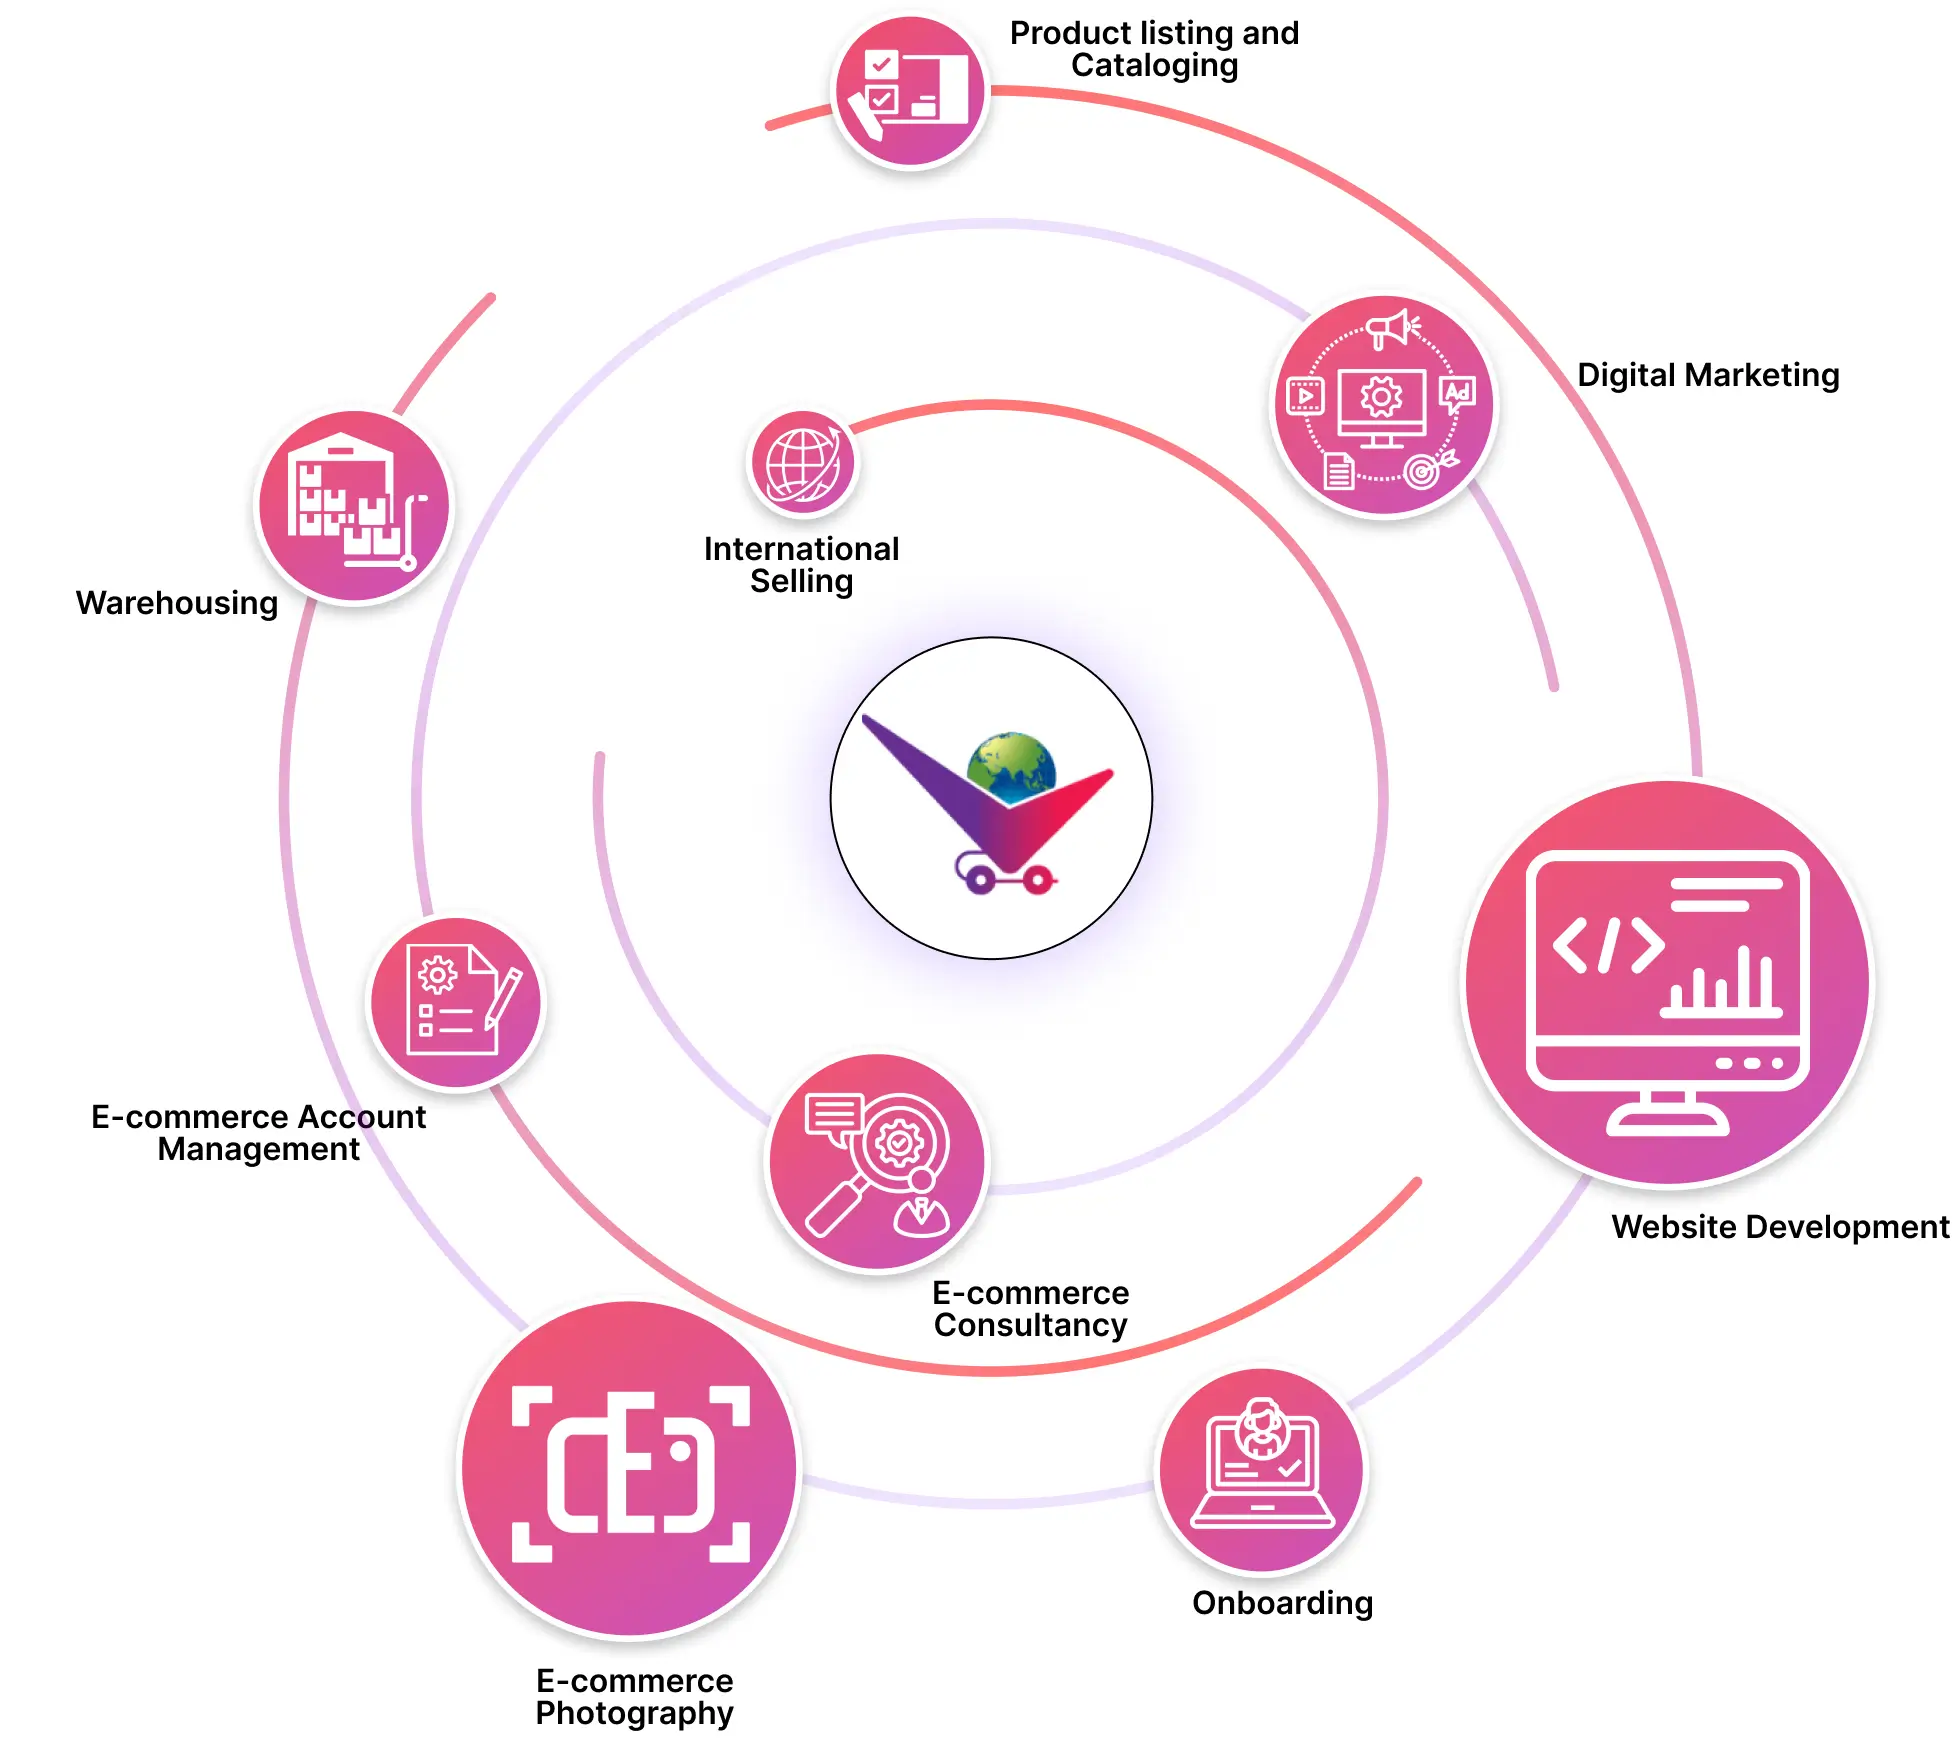 Product listing and
Cataloging
Digital Marketing
Ad
International
Selling
Warehousing
E-commerce Account
Management
Website Development
E-commerce
Consultancy
Onboarding
E-commerce
Photography